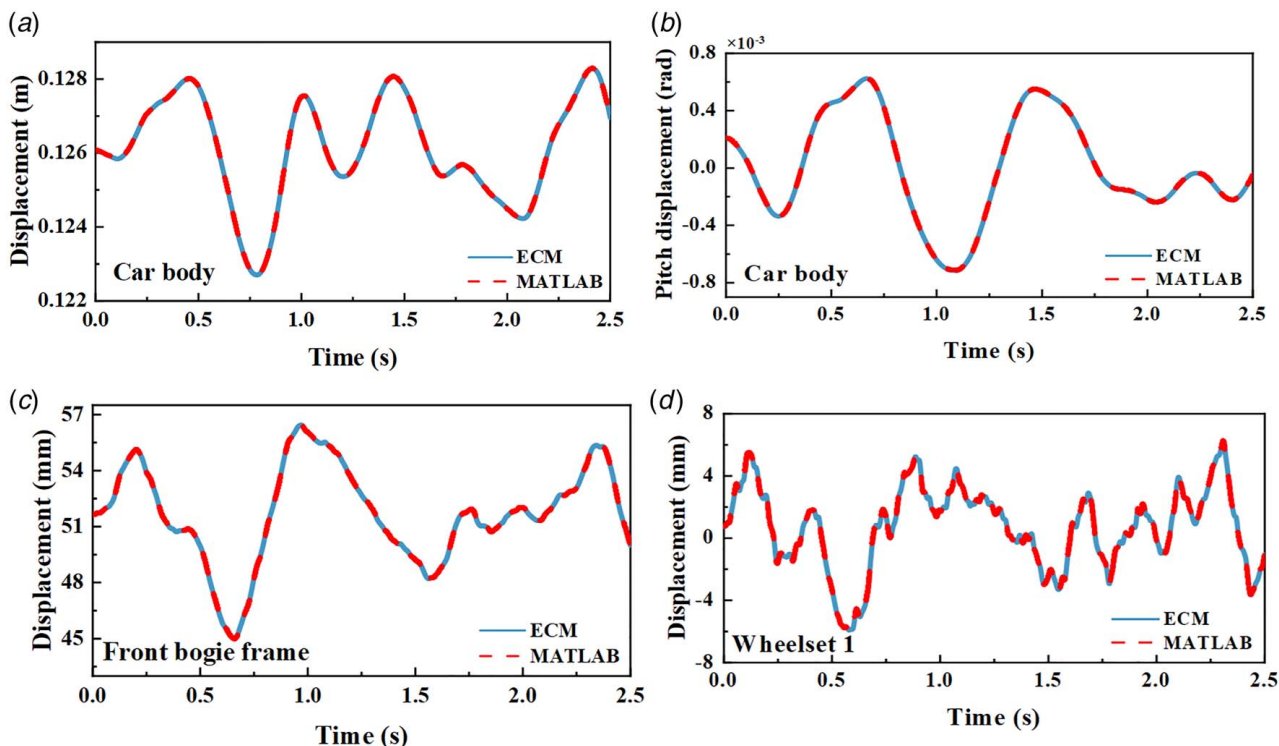 (a)
Displacement (m)
0.128
0.126
0.124
0.122
Car body
ECM
MATLAB
0.0 0.5 1.0 1.5 2.0 2.5
Time (s)
(b)
×10⁻³
Pitch displacement (rad)
0.8
0.4
0.0
-0.4
-0.8
Car body
ECM
MATLAB
0.0 0.5 1.0 1.5 2.0 2.5
Time (s)
(c)
Displacement (mm)
57
54
51
48
45
Front bogie frame
ECM
MATLAB
0.0 0.5 1.0 1.5 2.0 2.5
Time (s)
(d)
Displacement (mm)
8
4
0
-4
-8
Wheelset 1
ECM
MATLAB
0.0 0.5 1.0 1.5 2.0 2.5
Time (s)